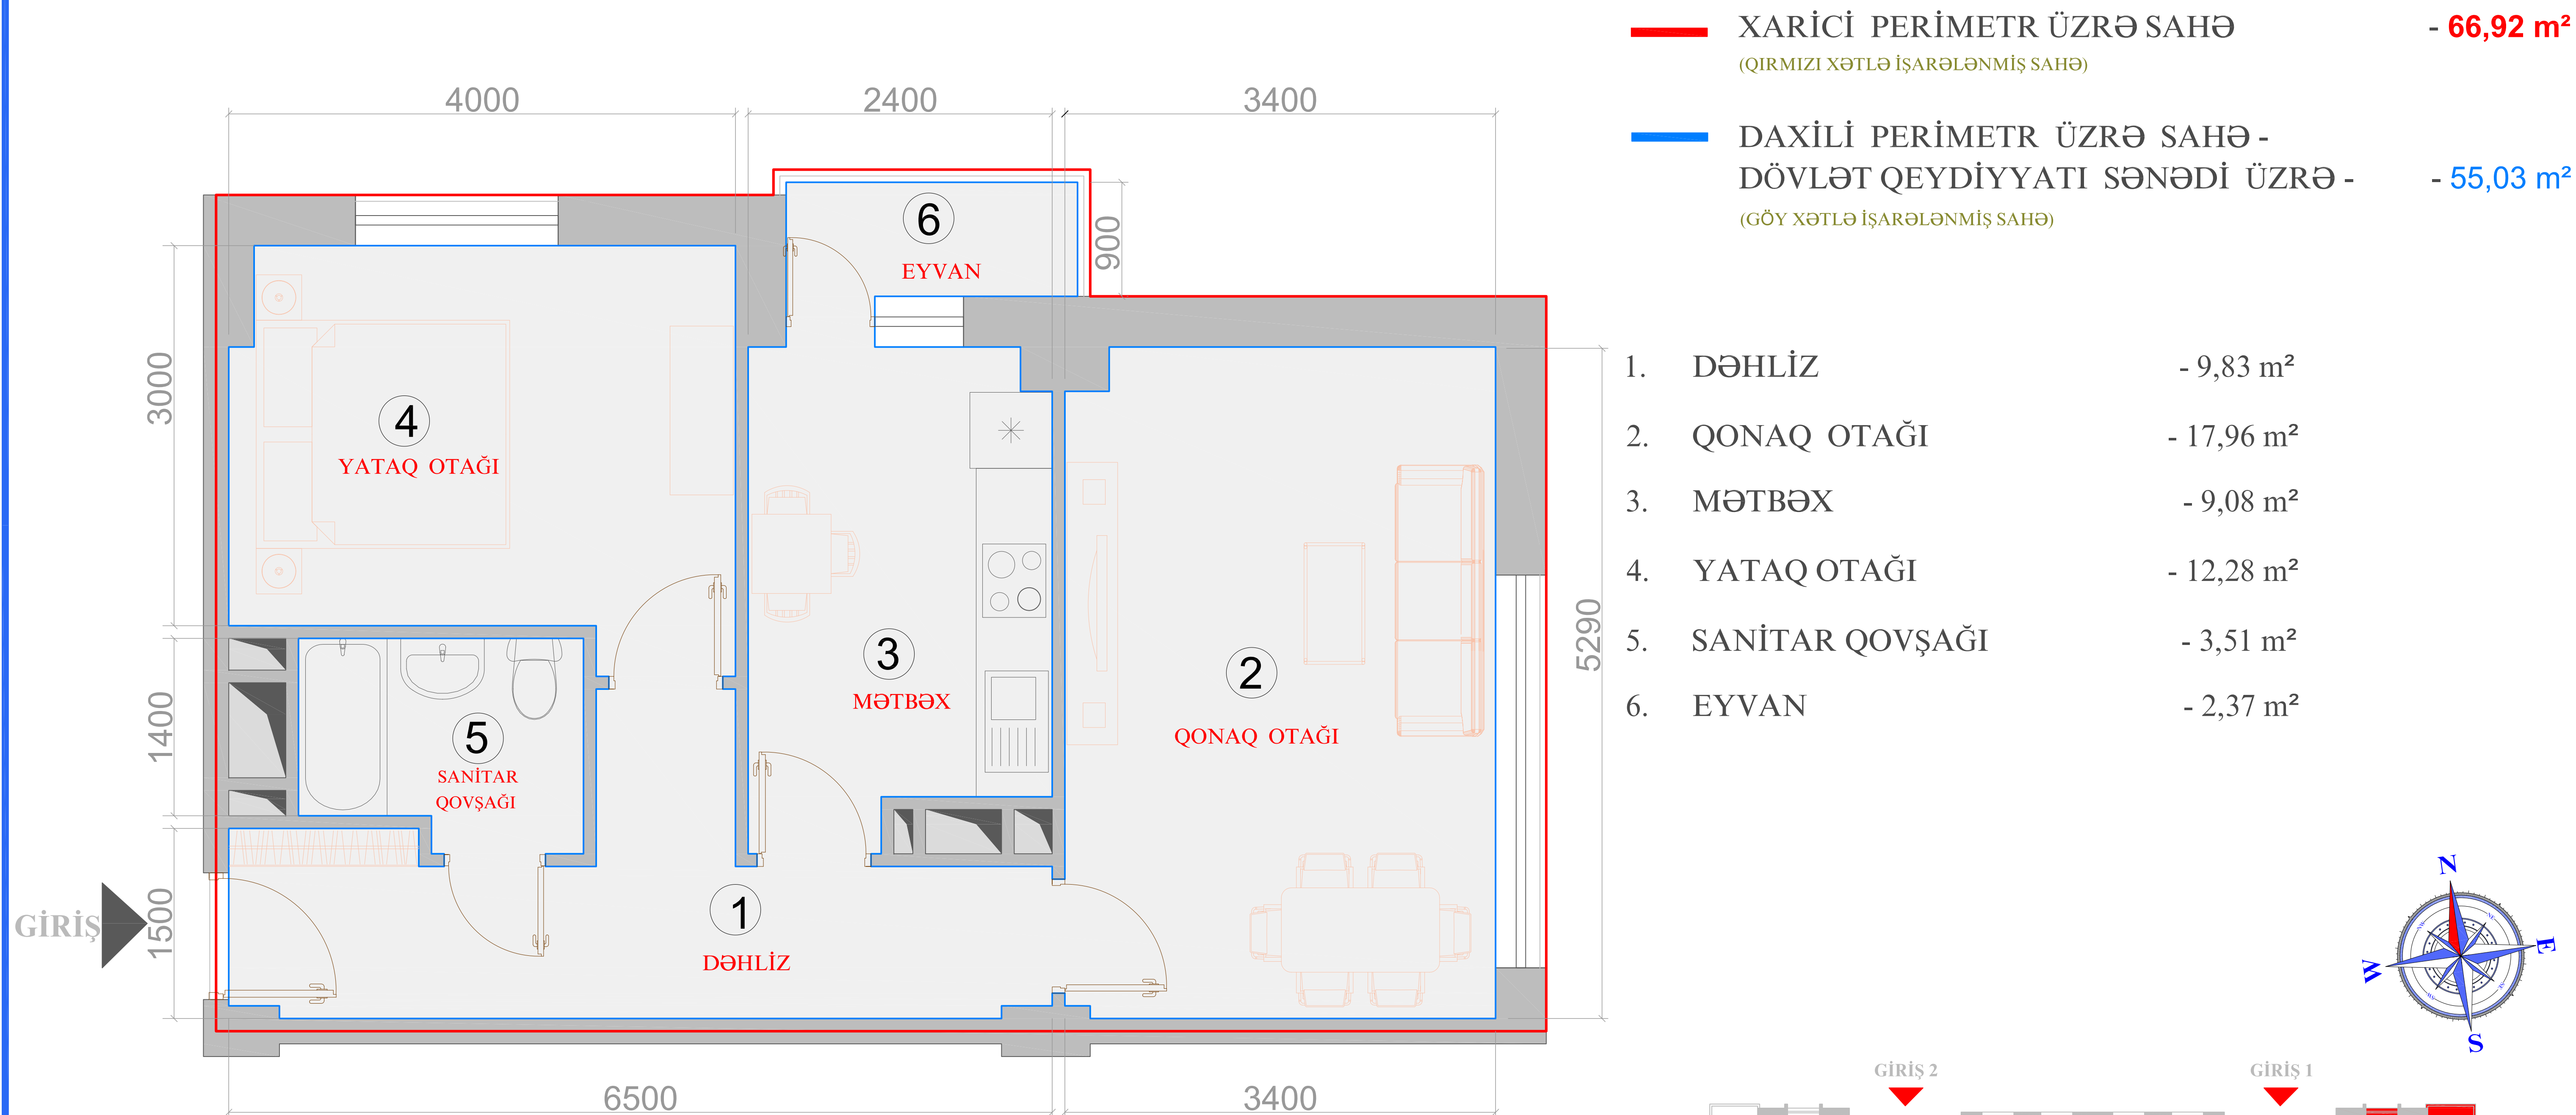 XARİCİ PERİMETR ÜZRƏ SAHƏ - 66,92 m²
(QIRMIZI XƏTLƏ İŞARƏLƏNMİŞ SAHƏ)
DAXİLİ PERİMETR ÜZRƏ SAHƏ -
DÖVLƏT QEYDİYYATI SƏNƏDİ ÜZRƏ - - 55,03 m²
(GÖY XƏTLƏ İŞARƏLƏNMİŞ SAHƏ)
4000
2400
3400
6
EYVAN
900
3000
4
YATAQ OTAĞI
1400
5
SANİTAR
QOVŞAĞI
3
MƏTBƏX
2
QONAQ OTAĞI
5290
GİRİŞ
1500
1
DƏHLİZ
6500
3400
1. DƏHLİZ - 9,83 m²
2. QONAQ OTAĞI - 17,96 m²
3. MƏTBƏX - 9,08 m²
4. YATAQ OTAĞI - 12,28 m²
5. SANİTAR QOVŞAĞI - 3,51 m²
6. EYVAN - 2,37 m²
N
E
W
S
GİRİŞ 2
GİRİŞ 1